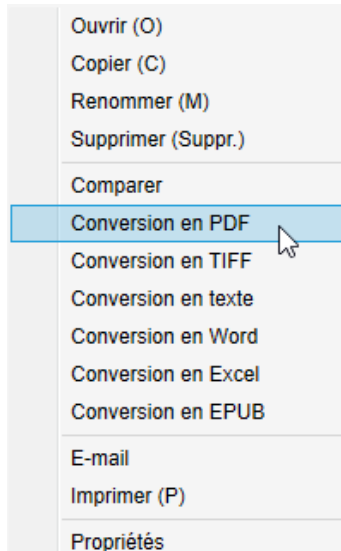 Ouvrir (O)
Copier (C)
Renommer (M)
Supprimer (Suppr.)
Comparer
Conversion en PDF
Conversion en TIFF
Conversion en texte
Conversion en Word
Conversion en Excel
Conversion en EPUB
E-mail
Imprimer (P)
Propriétés